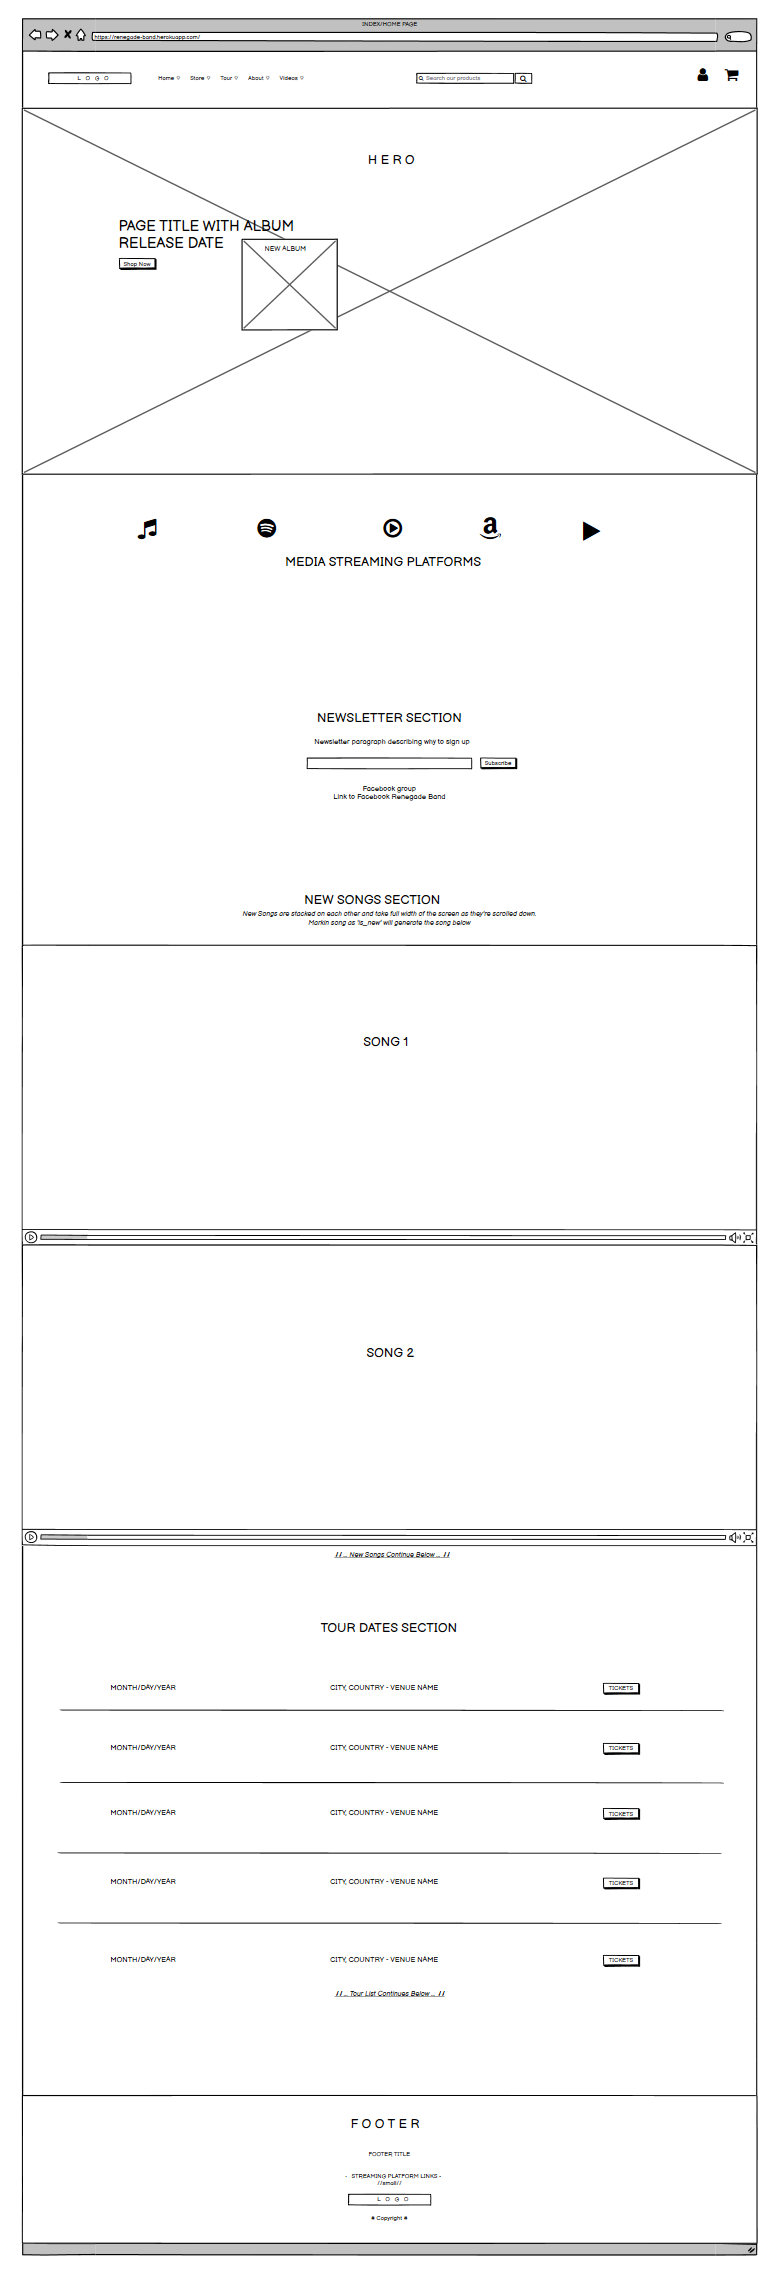 INDEX/HOME PAGE
https://renegade-band.herokuapp.com/
LOGO
Home Store Tour About Videos
Search our products
HERO
PAGE TITLE WITH ALBUM
RELEASE DATE
NEW ALBUM
Shop Now
MEDIA STREAMING PLATFORMS
NEWSLETTER SECTION
Newsletter paragraph describing why to sign up
Subscribe
Facebook group
Link to Facebook Renegade Band
NEW SONGS SECTION
New Songs are stacked on each other and take full width of the screen as they're scrolled down.
Markin song as 'is_new' will generate the song below
SONG 1
SONG 2
// ... New Songs Continue Below ... //
TOUR DATES SECTION
MONTH/DAY/YEAR CITY, COUNTRY - VENUE NAME TICKETS
MONTH/DAY/YEAR CITY, COUNTRY - VENUE NAME TICKETS
MONTH/DAY/YEAR CITY, COUNTRY - VENUE NAME TICKETS
MONTH/DAY/YEAR CITY, COUNTRY - VENUE NAME TICKETS
MONTH/DAY/YEAR CITY, COUNTRY - VENUE NAME TICKETS
// ... Tour List Continues Below ... //
FOOTER
FOOTER TITLE
- STREAMING PLATFORM LINKS -
//small//
LOGO
# Copyright #